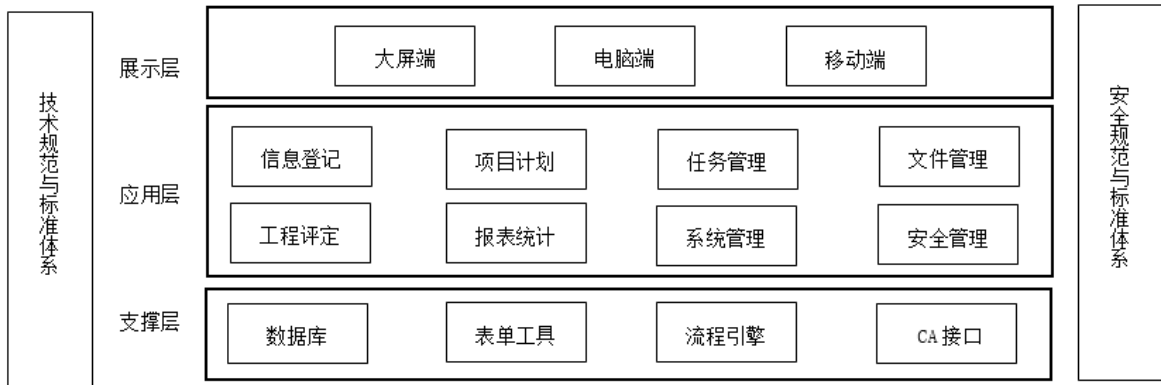 技术规范与标准体系
展示层
大屏端
电脑端
移动端
应用层
信息登记
项目计划
任务管理
文件管理
工程评定
报表统计
系统管理
安全管理
支撑层
数据库
表单工具
流程引擎
CA 接口
安全规范与标准体系